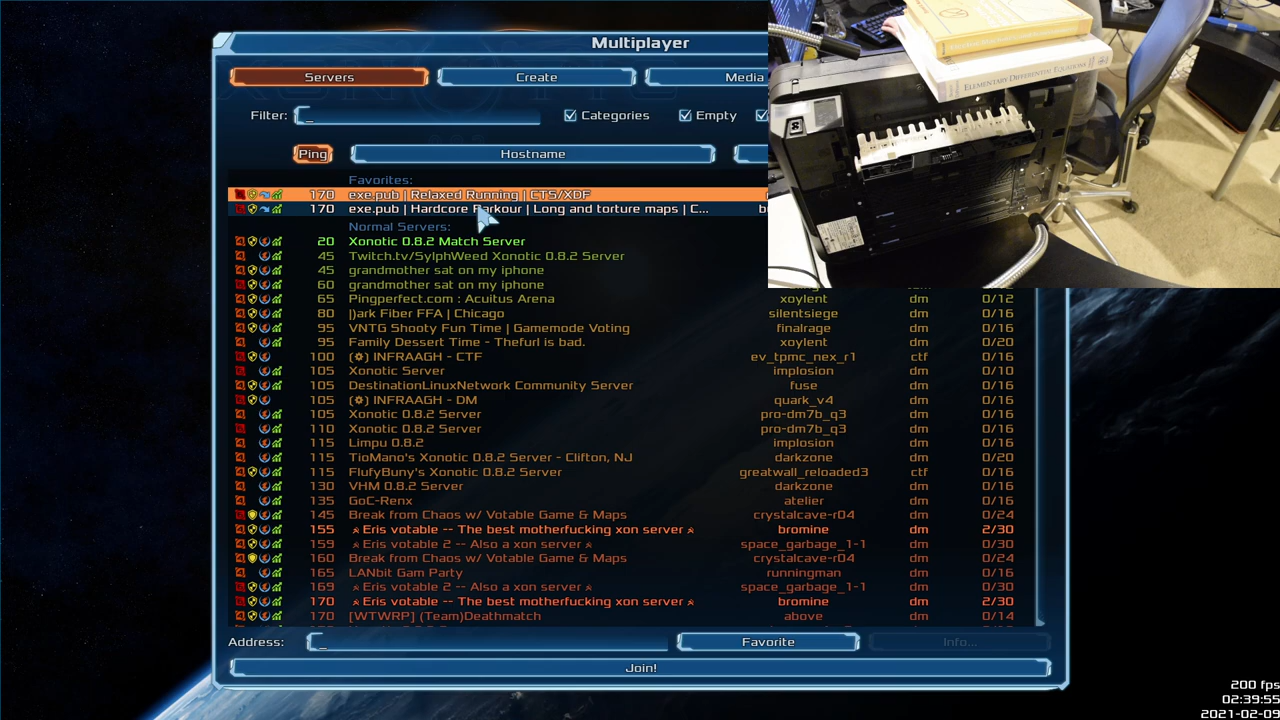 Multiplayer
Servers Create Media
Filter: _ Categories Empty
Ping Hostname
Favorites:
170 exe.pub | Relaxed Running | CTS/XDF
170 exe.pub | Hardcore Parkour | Long and torture maps | C...
Normal Servers:
20 Xonotic 0.8.2 Match Server
45 Twitch.tv/SylphWeed Xonotic 0.8.2 Server
45 grandmother sat on my iphone
60 grandmother sat on my iphone
65 Pingperfect.com : Acuitus Arena xoylent dm 0/12
80 |)ark Fiber FFA | Chicago silentsiege dm 0/16
95 VNTG Shooty Fun Time | Gamemode Voting finalrage dm 0/16
95 Family Dessert Time - Thefurl is bad. xoylent dm 0/20
100 (⚙) INFRAAGH - CTF ev_tpmc_nex_r1 ctf 0/16
105 Xonotic Server implosion dm 0/10
105 DestinationLinuxNetwork Community Server fuse dm 0/16
105 (⚙) INFRAAGH - DM quark_v4 dm 0/16
105 Xonotic 0.8.2 Server pro-dm7b_q3 dm 0/16
110 Xonotic 0.8.2 Server pro-dm7b_q3 dm 0/16
115 Limpu 0.8.2 implosion dm 0/16
115 TioMano's Xonotic 0.8.2 Server - Clifton, NJ darkzone dm 0/20
115 FlufyBuny's Xonotic 0.8.2 Server greatwall_reloaded3 ctf 0/16
130 VHM 0.8.2 Server darkzone dm 0/16
135 GoC-Renx atelier dm 0/16
145 Break from Chaos w/ Votable Game & Maps crystalcave-r04 dm 0/24
155 Eris votable -- The best motherfucking xon server bromine dm 2/30
159 Eris votable 2 -- Also a xon server space_garbage_1-1 dm 0/30
160 Break from Chaos w/ Votable Game & Maps crystalcave-r04 dm 0/24
165 LANbit Gam Party runningman dm 0/16
169 Eris votable 2 -- Also a xon server space_garbage_1-1 dm 0/30
170 Eris votable -- The best motherfucking xon server bromine dm 2/30
170 [WTWRP] (Team)Deathmatch above dm 0/14
Address: _ Favorite Info...
Join!
ELEMENTARY DIFFERENTIAL EQUATIONS
200 fps
02:39:55
2021-02-09